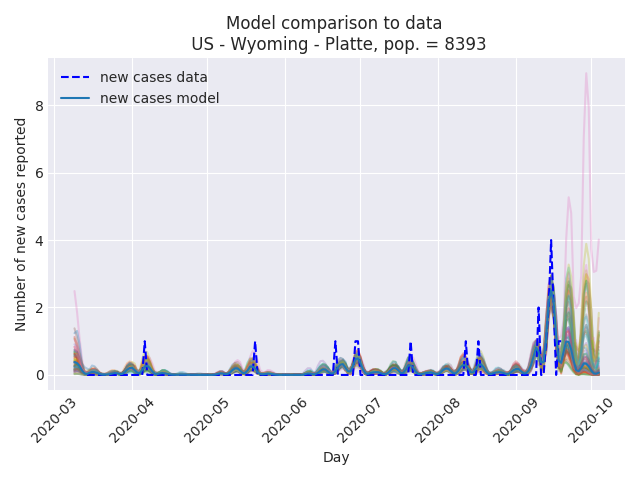 Model comparison to data
US - Wyoming - Platte, pop. = 8393
new cases data
new cases model
Number of new cases reported
8
6
4
2
0
2020-03
2020-04
2020-05
2020-06
2020-07
2020-08
2020-09
2020-10
Day